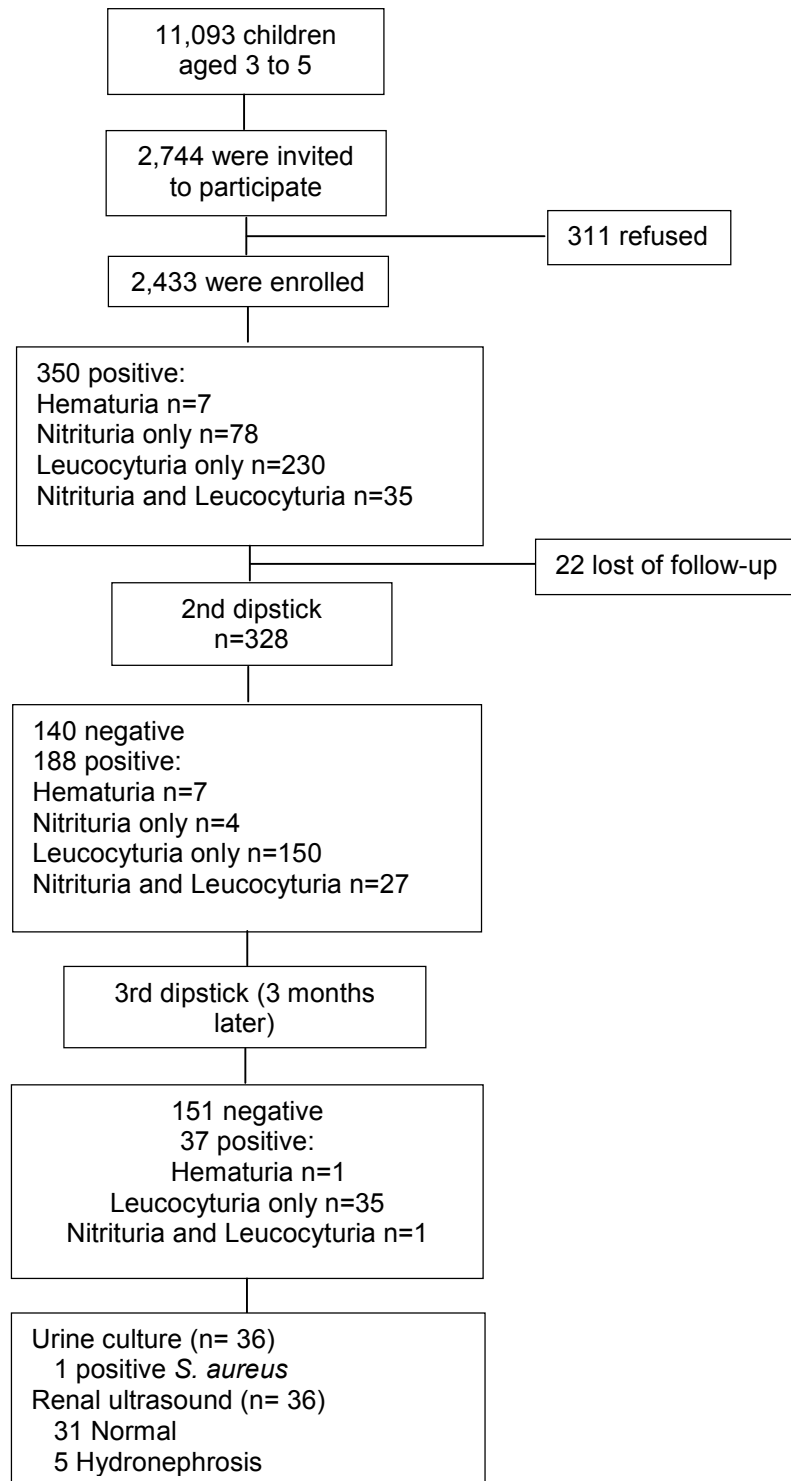 11,093 children
aged 3 to 5
2,744 were invited
to participate
311 refused
2,433 were enrolled
350 positive:
Hematuria n=7
Nitrituria only n=78
Leucocyturia only n=230
Nitrituria and Leucocyturia n=35
22 lost of follow-up
2nd dipstick
n=328
140 negative
188 positive:
Hematuria n=7
Nitrituria only n=4
Leucocyturia only n=150
Nitrituria and Leucocyturia n=27
3rd dipstick (3 months
later)
151 negative
37 positive:
Hematuria n=1
Leucocyturia only n=35
Nitrituria and Leucocyturia n=1
Urine culture (n= 36)
1 positive S. aureus
Renal ultrasound (n= 36)
31 Normal
5 Hydronephrosis